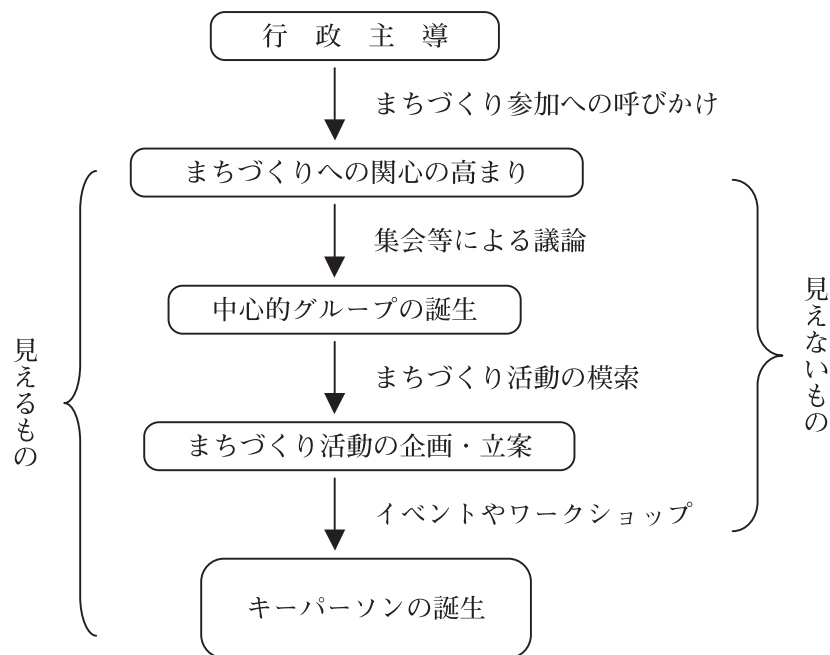 行政主導
まちづくり参加への呼びかけ
まちづくりへの関心の高まり
集会等による議論
中心的グループの誕生
まちづくり活動の模索
まちづくり活動の企画・立案
イベントやワークショップ
キーパーソンの誕生
見えるもの
見えないもの